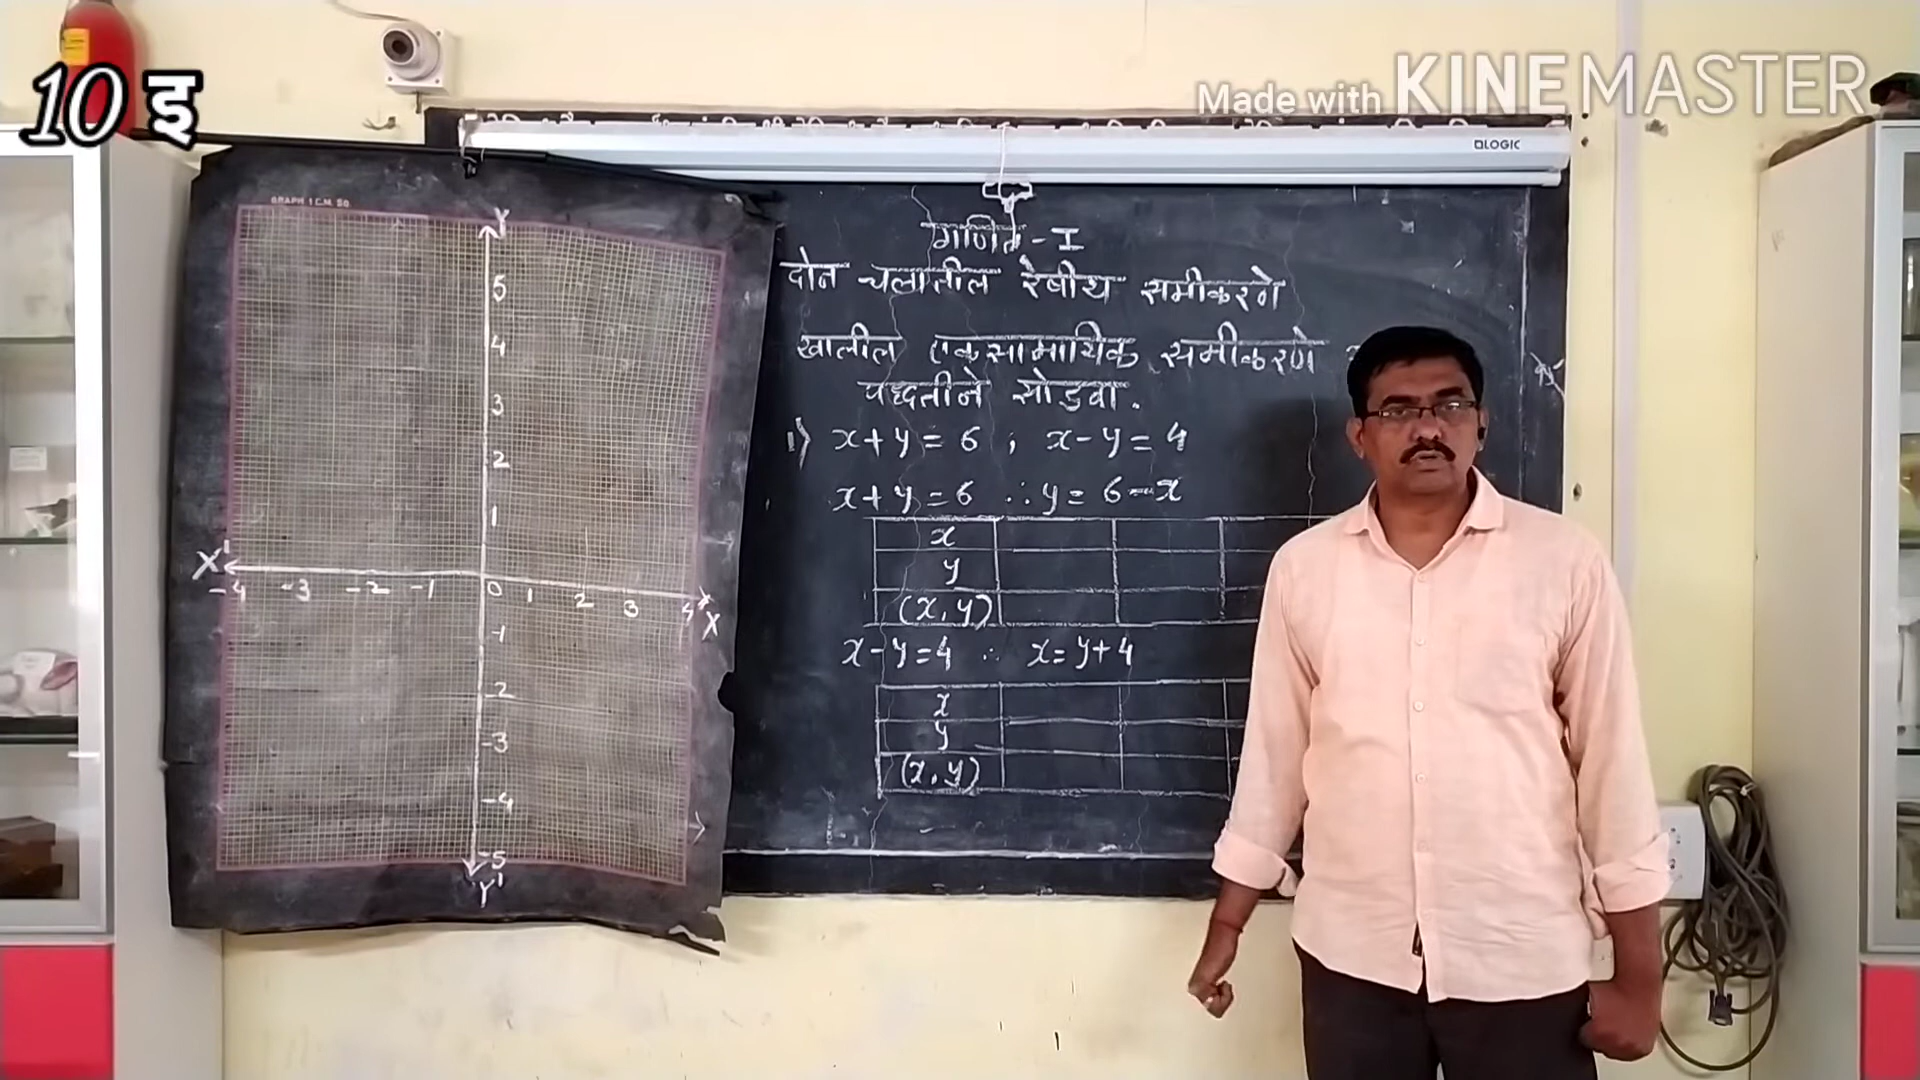 10 इ
Made with KINEMASTER
LOGIC
GRAPH 1 C.M. SQ
Y
5
4
3
2
1
X'
-4 -3 -2 -1 0 1 2 3 4
X
-1
-2
-3
-4
-5
Y'
गणित - I
दोन चलातील रेषीय समीकरणे
खालील एकसामायिक समीकरणे
पद्धतीने सोडवा.
1) x + y = 6 ; x - y = 4
x + y = 6 ∴ y = 6 - x
x
y
(x, y)
x - y = 4 ∴ x = y + 4
x
y
(x, y)